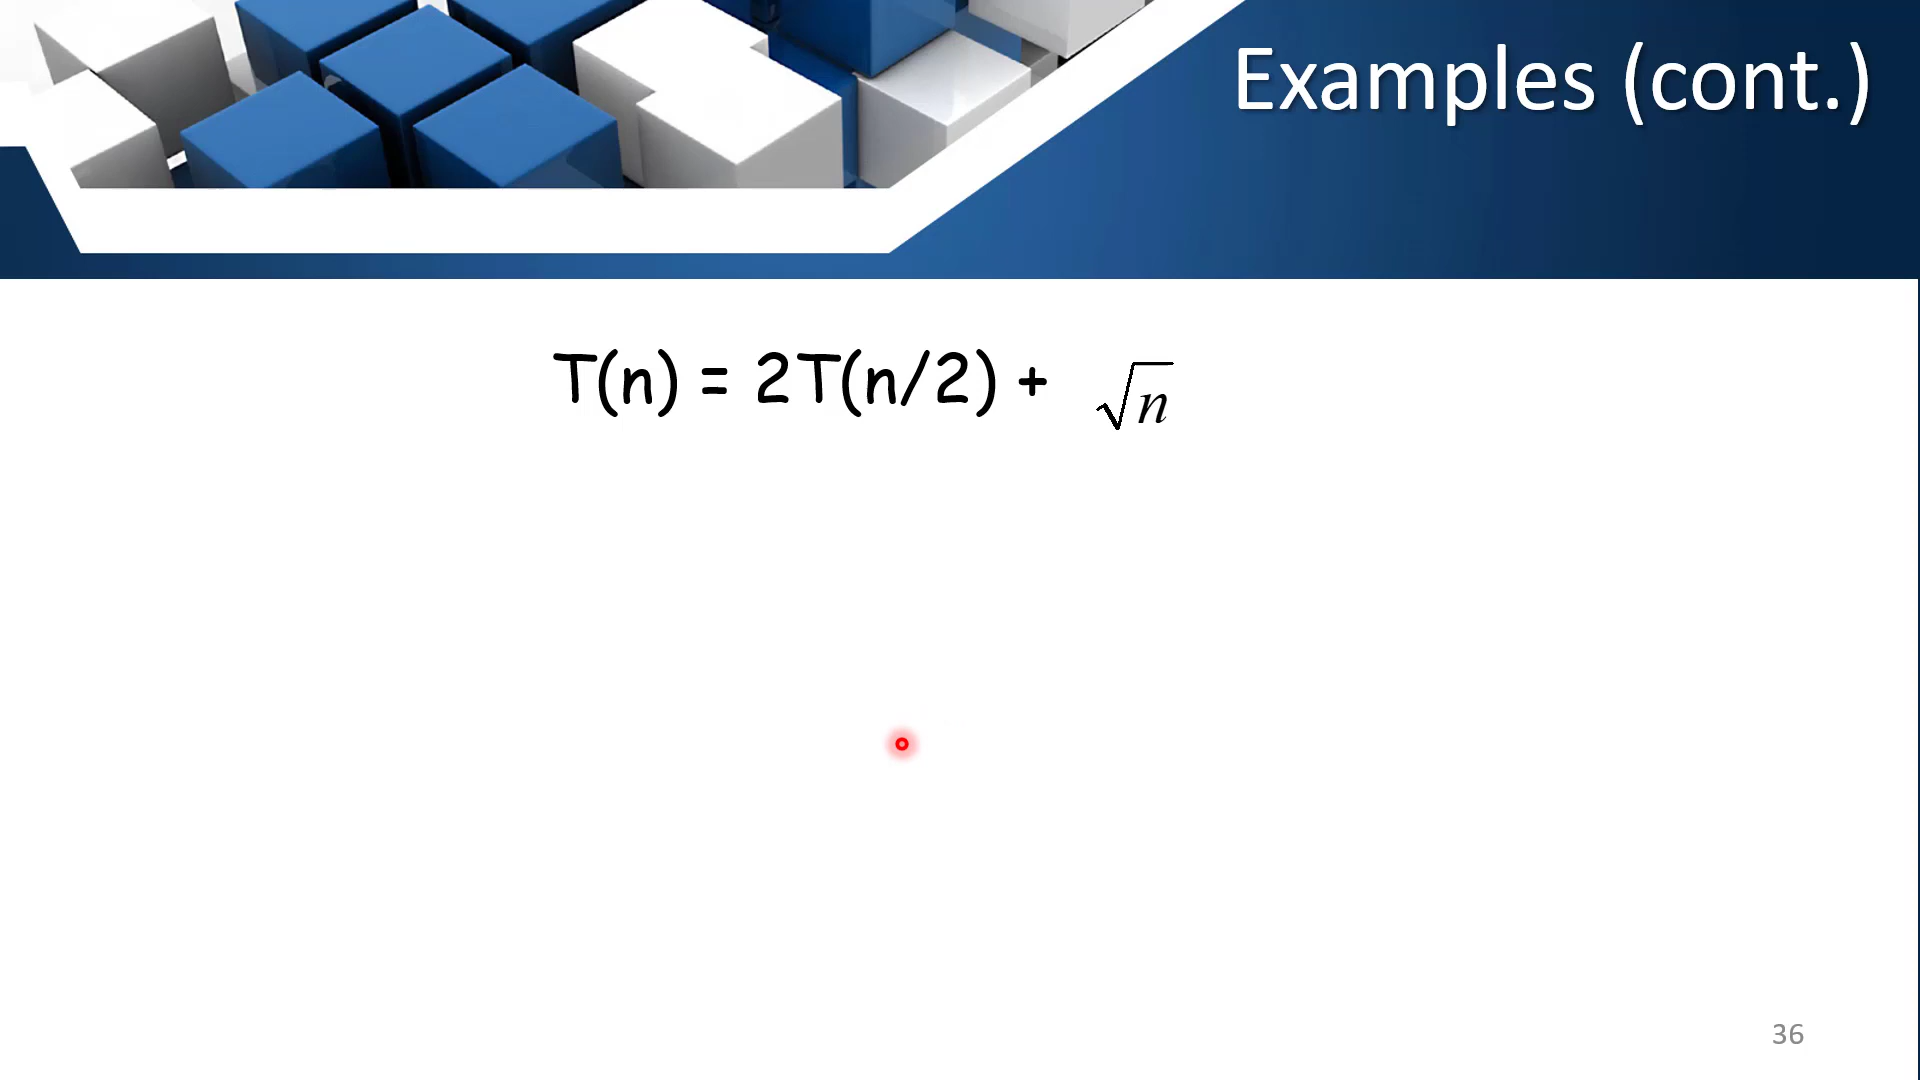 Examples (cont.)
T(n) = 2T(n/2) + √n
36